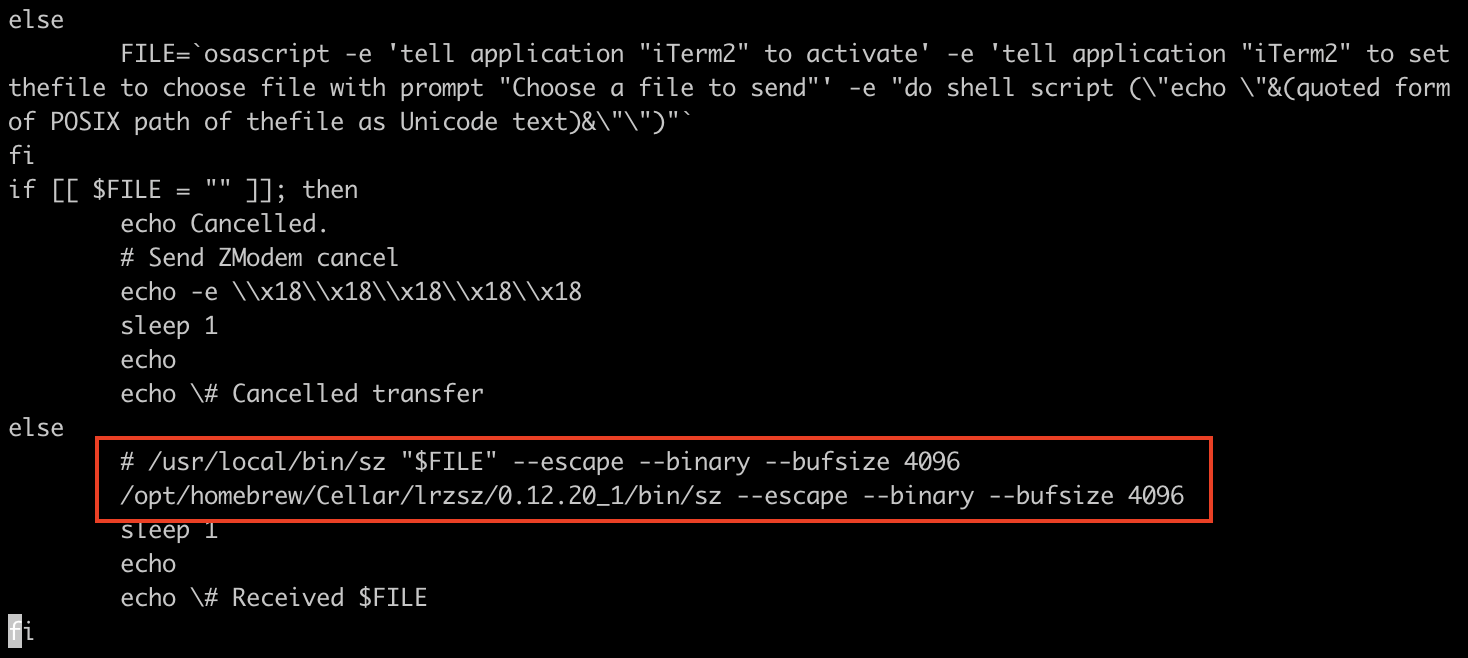 else
        FILE=`osascript -e 'tell application "iTerm2" to activate' -e 'tell application "iTerm2" to set
thefile to choose file with prompt "Choose a file to send"' -e "do shell script (\"echo \"&(quoted form
of POSIX path of thefile as Unicode text)&\"\")"`
fi
if [[ $FILE = "" ]]; then
        echo Cancelled.
        # Send ZModem cancel
        echo -e \\x18\\x18\\x18\\x18\\x18
        sleep 1
        echo
        echo \# Cancelled transfer
else
        # /usr/local/bin/sz "$FILE" --escape --binary --bufsize 4096
        /opt/homebrew/Cellar/lrzsz/0.12.20_1/bin/sz --escape --binary --bufsize 4096
        sleep 1
        echo
        echo \# Received $FILE
fi